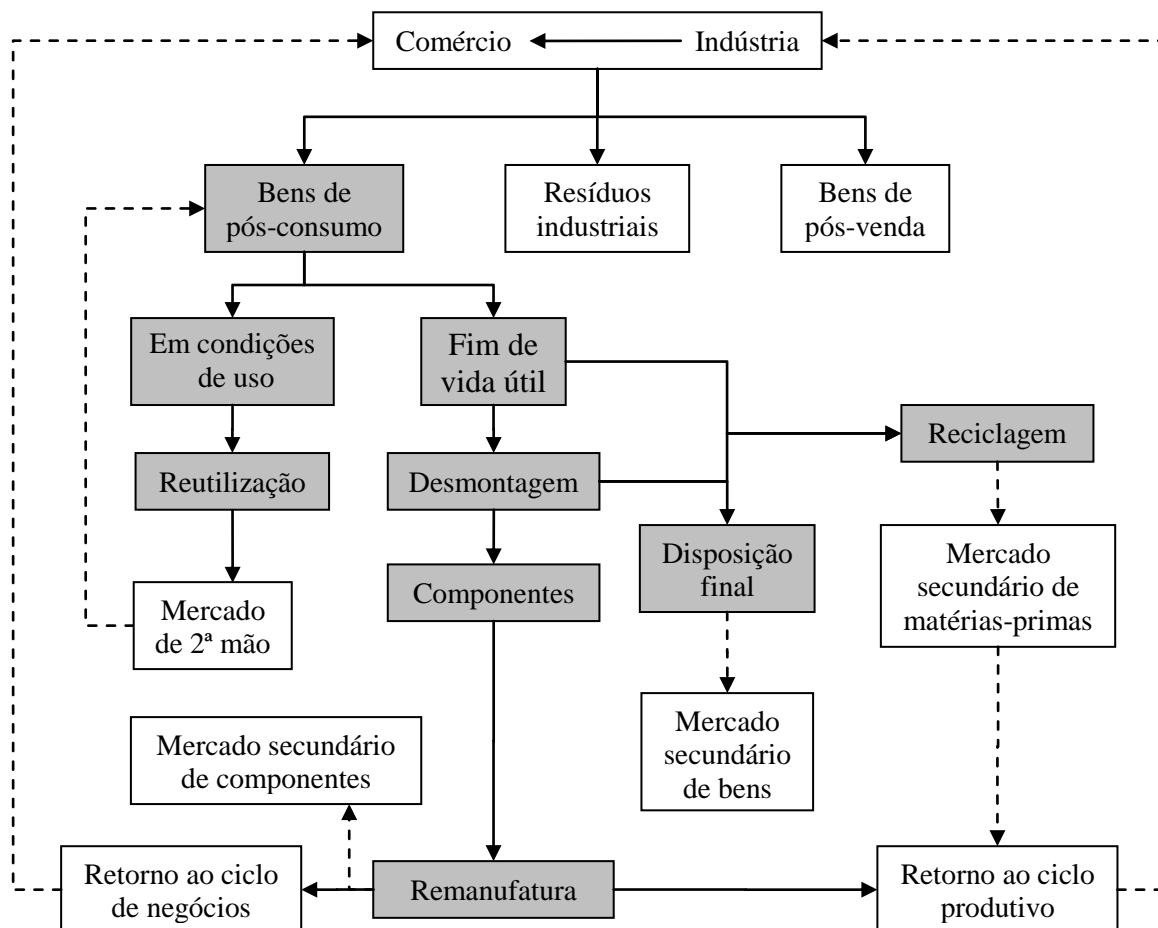 Comércio
Indústria
Bens de
pós-consumo
Resíduos
industriais
Bens de
pós-venda
Em condições
de uso
Fim de
vida útil
Reciclagem
Reutilização
Desmontagem
Disposição
final
Mercado
secundário de
matérias-primas
Componentes
Mercado
de 2ª mão
Mercado
secundário
de bens
Mercado secundário
de componentes
Retorno ao ciclo
de negócios
Remanufatura
Retorno ao ciclo
produtivo